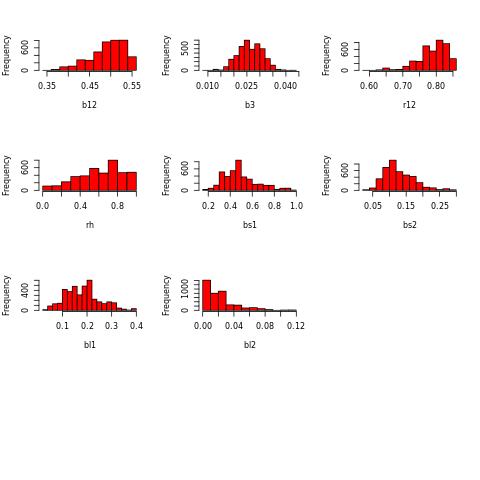 Frequency
600
0
0.35 0.45 0.55
b12
Frequency
500
0
0.010 0.025 0.040
b3
Frequency
600
0
0.60 0.70 0.80
r12
Frequency
600
0
0.0 0.4 0.8
rh
Frequency
600
0
0.2 0.4 0.6 0.8 1.0
bs1
Frequency
600
0
0.05 0.15 0.25
bs2
Frequency
400
0
0.1 0.2 0.3 0.4
bl1
Frequency
1000
0
0.00 0.04 0.08 0.12
bl2